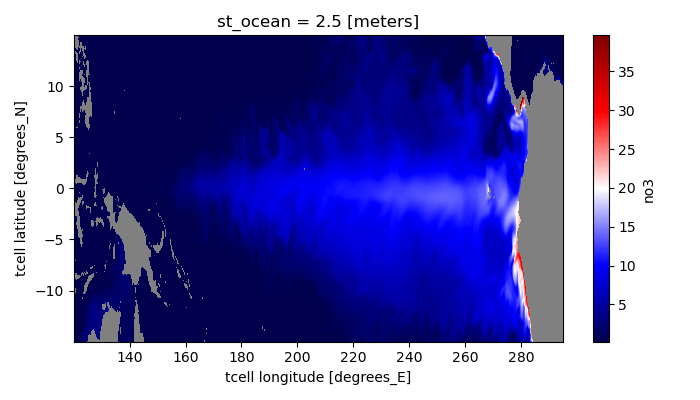 st_ocean = 2.5 [meters]
10
5
0
−5
−10
tcell latitude [degrees_N]
140 160 180 200 220 240 260 280
tcell longitude [degrees_E]
35
30
25
20
15
10
5
no3